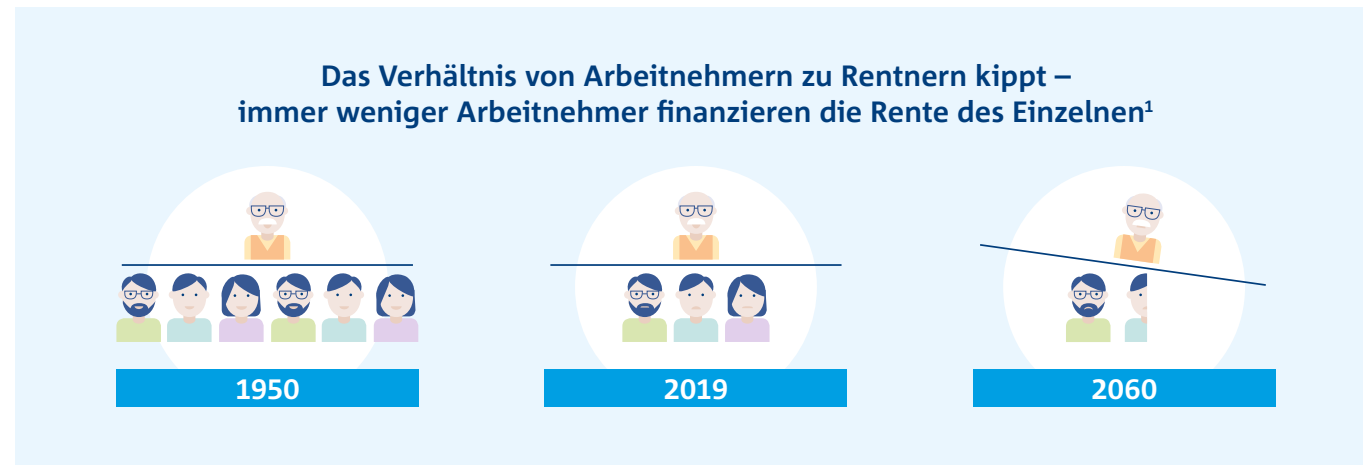 Das Verhältnis von Arbeitnehmern zu Rentnern kippt –
immer weniger Arbeitnehmer finanzieren die Rente des Einzelnen¹
1950
2019
2060